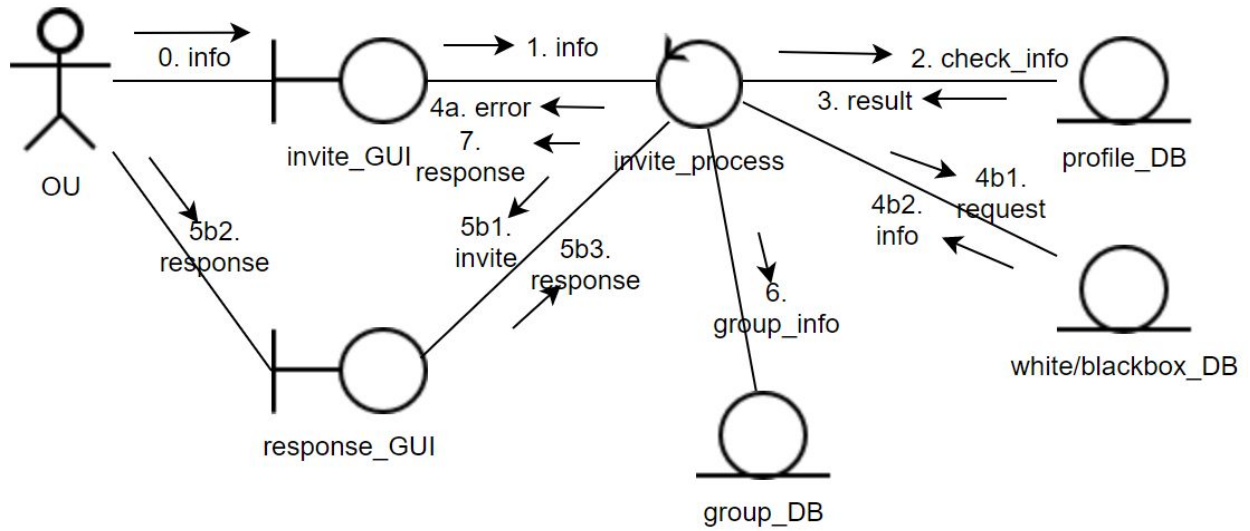 0. info
1. info
2. check_info
3. result
4a. error
7.
response
invite_GUI
invite_process
profile_DB
OU
4b1.
request
4b2.
info
5b2.
response
5b1.
invite
5b3.
response
6.
group_info
white/blackbox_DB
response_GUI
group_DB